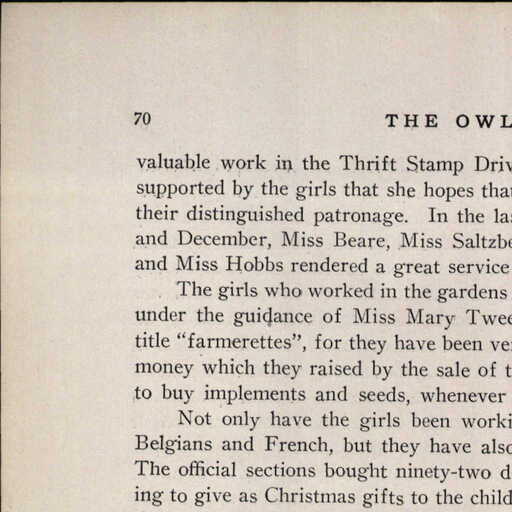 70
THE OWL
valuable work in the Thrift Stamp Driv
supported by the girls that she hopes tha
their distinguished patronage. In the la
and December, Miss Beare, Miss Saltzbe
and Miss Hobbs rendered a great service
The girls who worked in the gardens
under the guidance of Miss Mary Twee
title “farmerettes”, for they have been ve
money which they raised by the sale of t
to buy implements and seeds, whenever
Not only have the girls been worki
Belgians and French, but they have also
The official sections bought ninety-two d
ing to give as Christmas gifts to the child